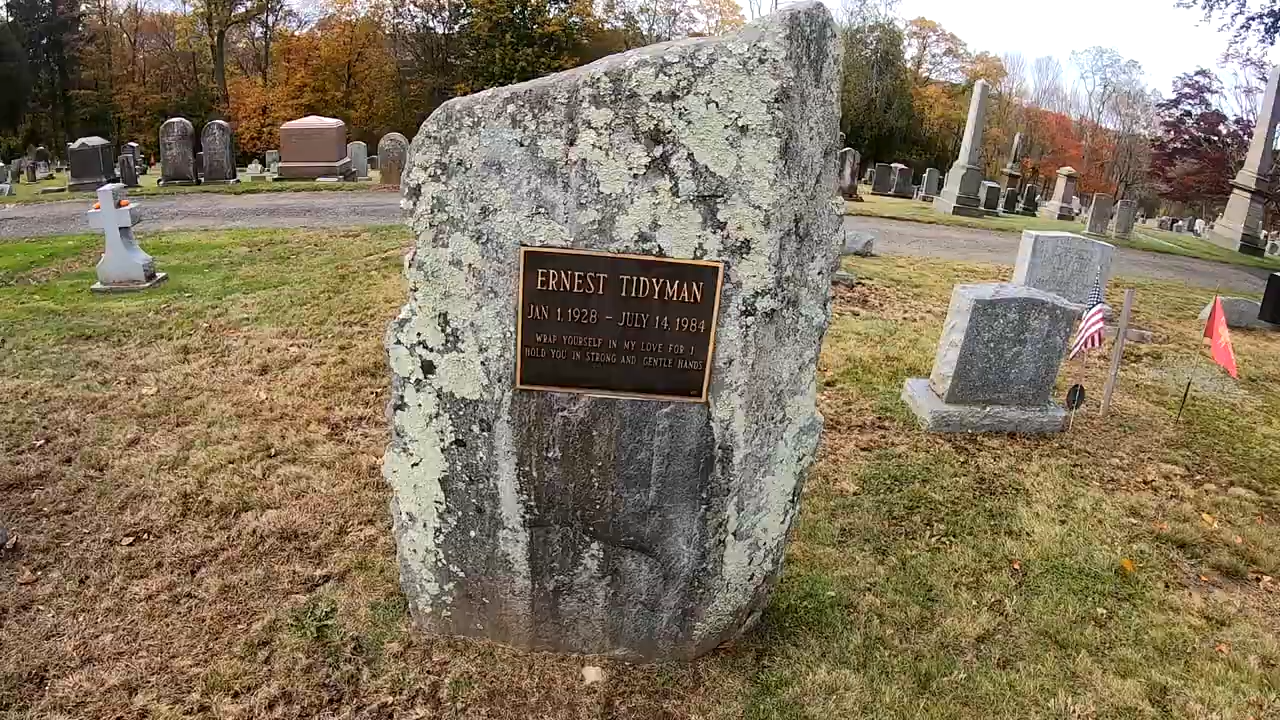 ERNEST TIDYMAN
JAN 1, 1928 - JULY 14, 1984
WRAP YOURSELF IN MY LOVE FOR I
HOLD YOU IN STRONG AND GENTLE HANDS